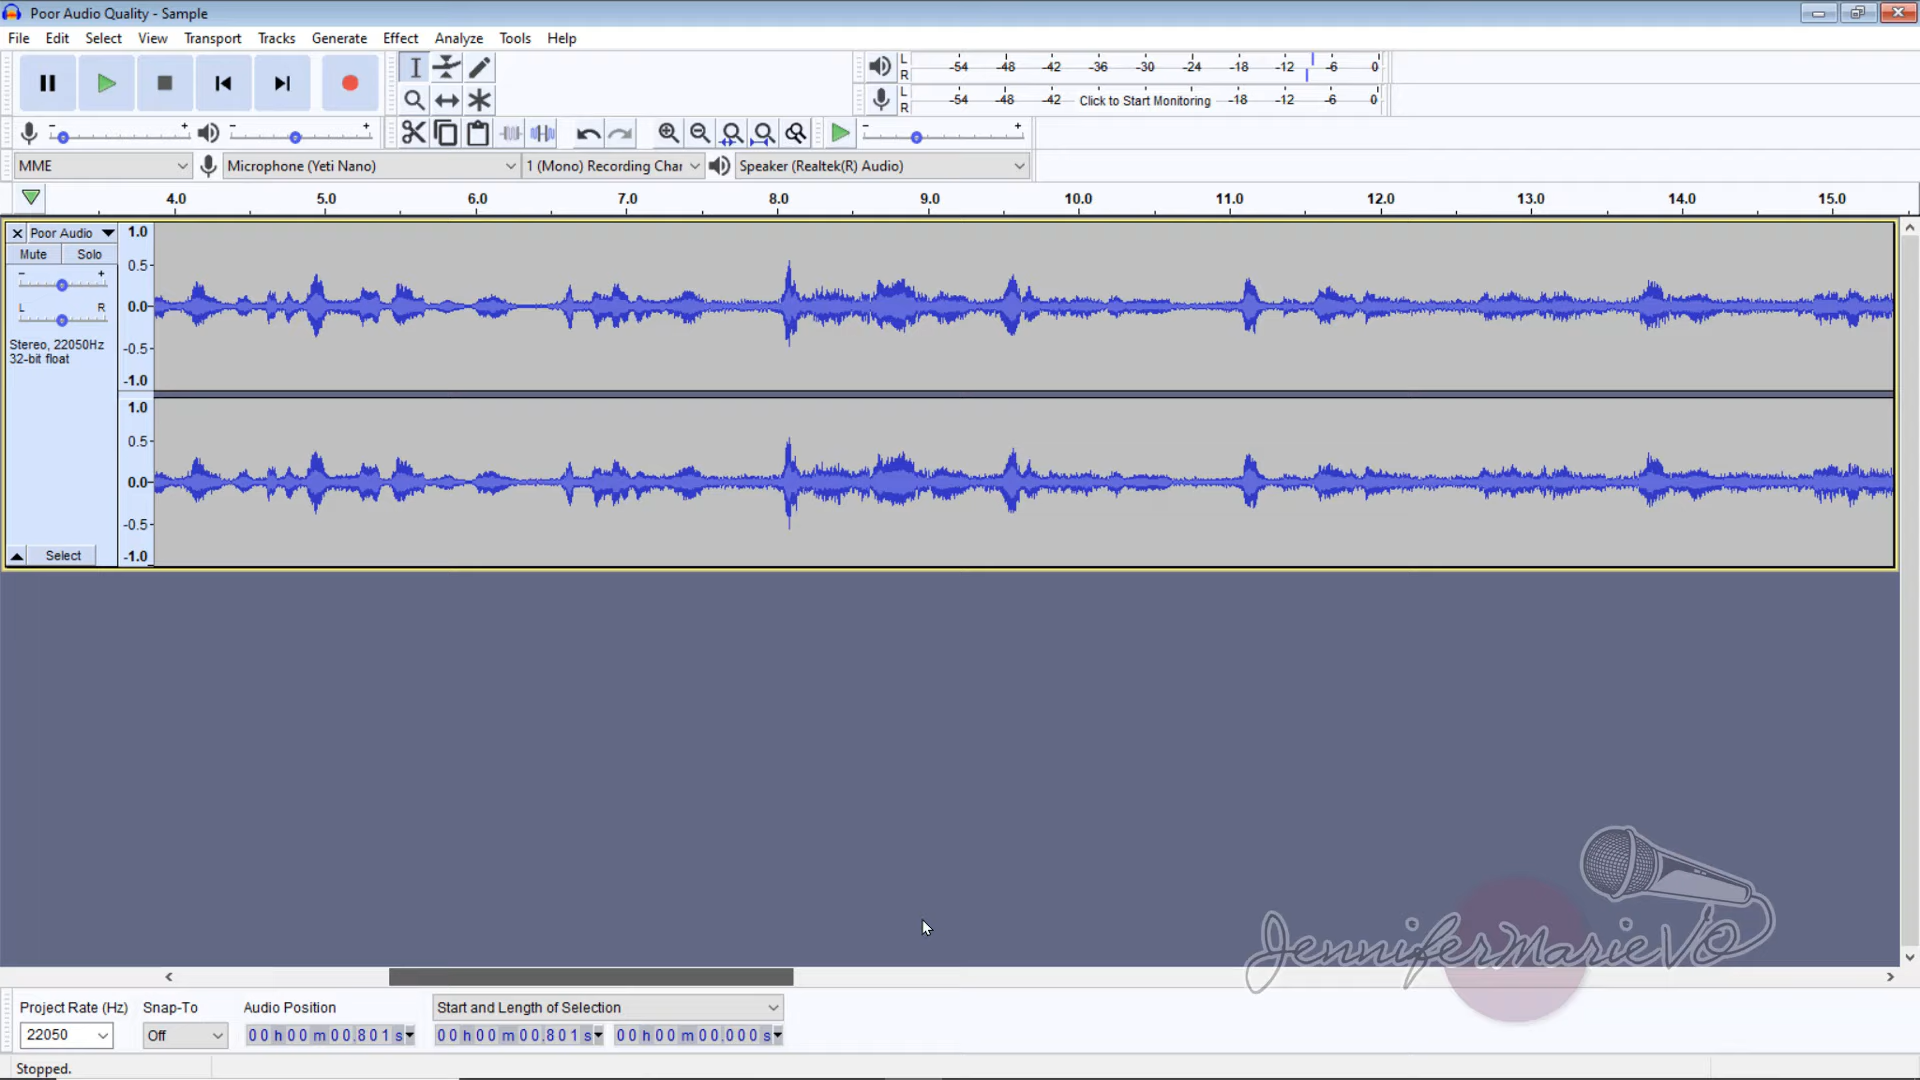 Poor Audio Quality - Sample
File Edit Select View Transport Tracks Generate Effect Analyze Tools Help
L
R
-54 -48 -42 -36 -30 -24 -18 -12 -6 0
L
R
-54 -48 -42 Click to Start Monitoring -18 -12 -6 0
- + - + - +
MME Microphone (Yeti Nano) 1 (Mono) Recording Char Speaker (Realtek(R) Audio)
4.0 5.0 6.0 7.0 8.0 9.0 10.0 11.0 12.0 13.0 14.0 15.0
Poor Audio
Mute Solo
- +
L R
Stereo, 22050Hz
32-bit float
Select
1.0
0.5
0.0
-0.5
-1.0
1.0
0.5
0.0
-0.5
-1.0
JenniferMarieVO
Project Rate (Hz) Snap-To Audio Position Start and Length of Selection
22050 Off 00h00m00.801s 00h00m00.801s 00h00m00.000s
Stopped.